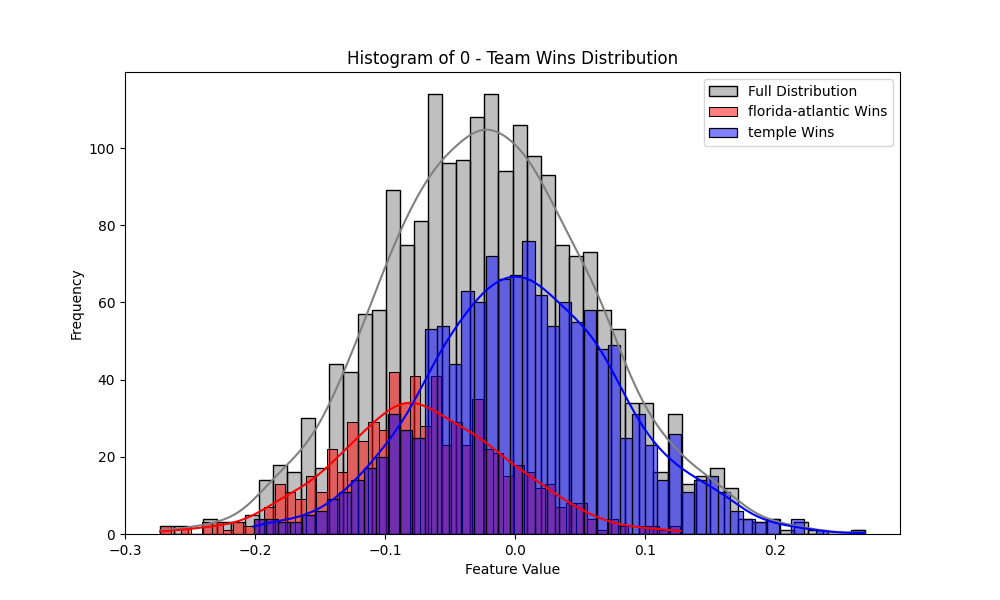 Histogram of 0 - Team Wins Distribution
Full Distribution
florida-atlantic Wins
temple Wins
Frequency
100
80
60
40
20
0
−0.3
−0.2
−0.1
0.0
0.1
0.2
Feature Value